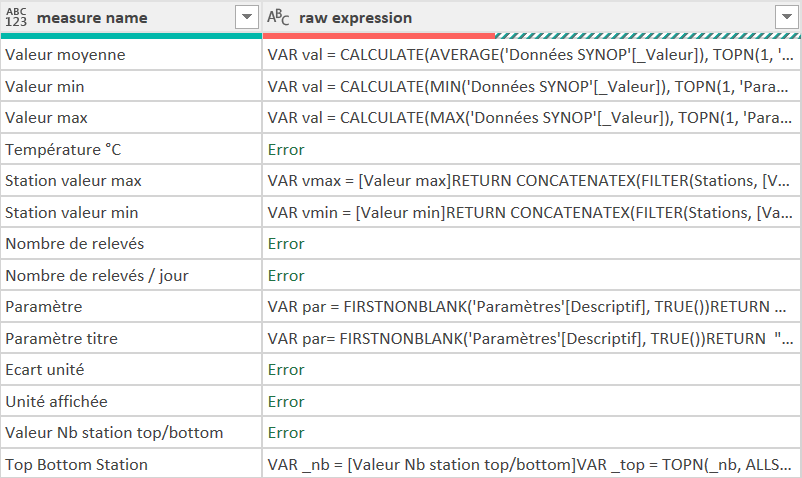 ABC
123 measure name ABC raw expression
Valeur moyenne VAR val = CALCULATE(AVERAGE('Données SYNOP'[_Valeur]), TOPN(1, '...
Valeur min VAR val = CALCULATE(MIN('Données SYNOP'[_Valeur]), TOPN(1, 'Para...
Valeur max VAR val = CALCULATE(MAX('Données SYNOP'[_Valeur]), TOPN(1, 'Para...
Température °C Error
Station valeur max VAR vmax = [Valeur max]RETURN CONCATENATEX(FILTER(Stations, [V...
Station valeur min VAR vmin = [Valeur min]RETURN CONCATENATEX(FILTER(Stations, [Va...
Nombre de relevés Error
Nombre de relevés / jour Error
Paramètre VAR par = FIRSTNONBLANK('Paramètres'[Descriptif], TRUE())RETURN ...
Paramètre titre VAR par= FIRSTNONBLANK('Paramètres'[Descriptif], TRUE())RETURN "...
Ecart unité Error
Unité affichée Error
Valeur Nb station top/bottom Error
Top Bottom Station VAR _nb = [Valeur Nb station top/bottom]VAR _top = TOPN(_nb, ALLS...